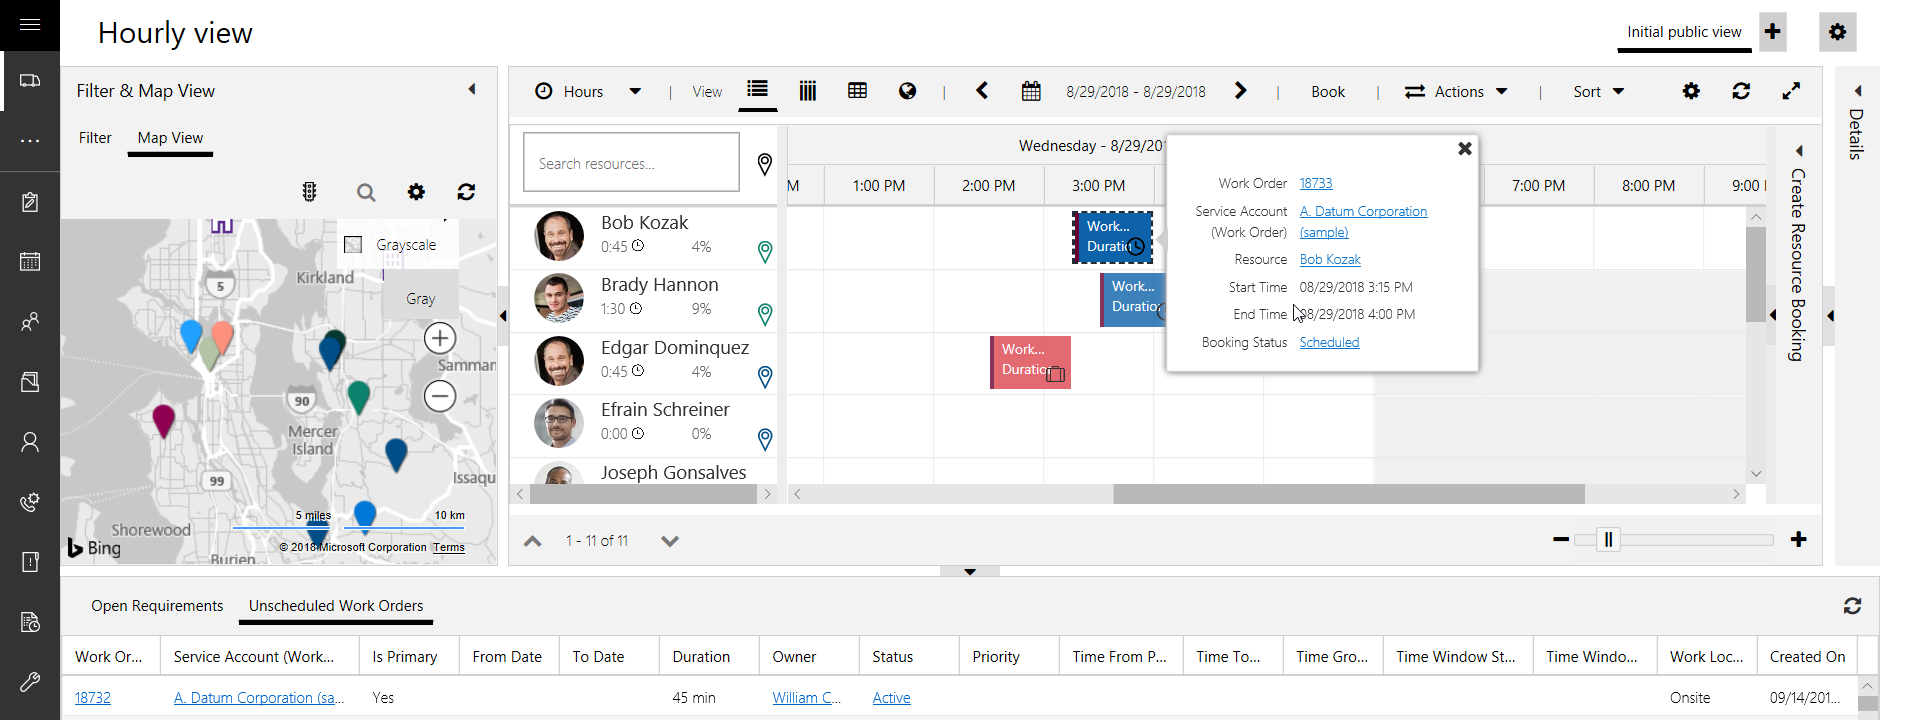 Hourly view
Initial public view
Filter & Map View
Filter
Map View
Grayscale
Gray
5
Kirkland
90
Mercer
Island
Samman
Issaqu
99
Shorewood
Burien
5 miles
10 km
Bing
© 2018 Microsoft Corporation Terms
Hours
View
8/29/2018 - 8/29/2018
Book
Actions
Sort
Search resources...
Wednesday - 8/29/201
M
1:00 PM
2:00 PM
3:00 PM
7:00 PM
8:00 PM
9:00
Bob Kozak
0:45
4%
Brady Hannon
1:30
9%
Edgar Dominquez
0:45
4%
Efrain Schreiner
0:00
0%
Joseph Gonsalves
Work...
Duratio
Work...
Duratio
Work...
Duration
Work Order 18733
Service Account A. Datum Corporation
(Work Order) (sample)
Resource Bob Kozak
Start Time 08/29/2018 3:15 PM
End Time 08/29/2018 4:00 PM
Booking Status Scheduled
Create Resource Booking
Details
1 - 11 of 11
Open Requirements
Unscheduled Work Orders
Work Or... Service Account (Work... Is Primary From Date To Date Duration Owner Status Priority Time From P... Time To... Time Gro... Time Window St... Time Windo... Work Loc... Created On
18732 A. Datum Corporation (sa... Yes 45 min William C... Active Onsite 09/14/201...